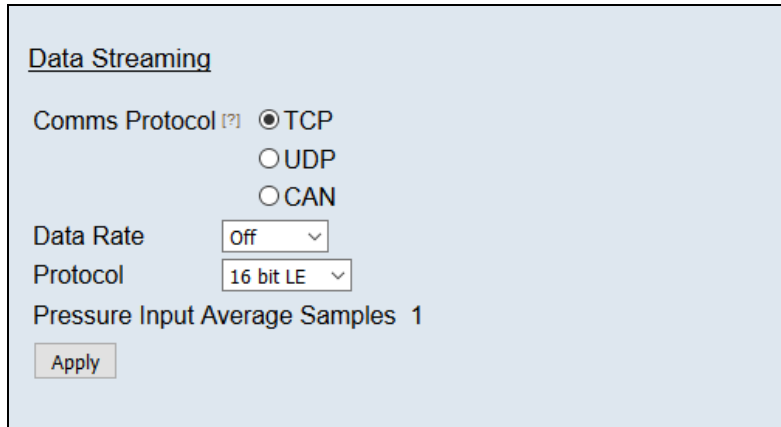 Data Streaming
Comms Protocol [?] TCP
UDP
CAN
Data Rate Off
Protocol 16 bit LE
Pressure Input Average Samples 1
Apply